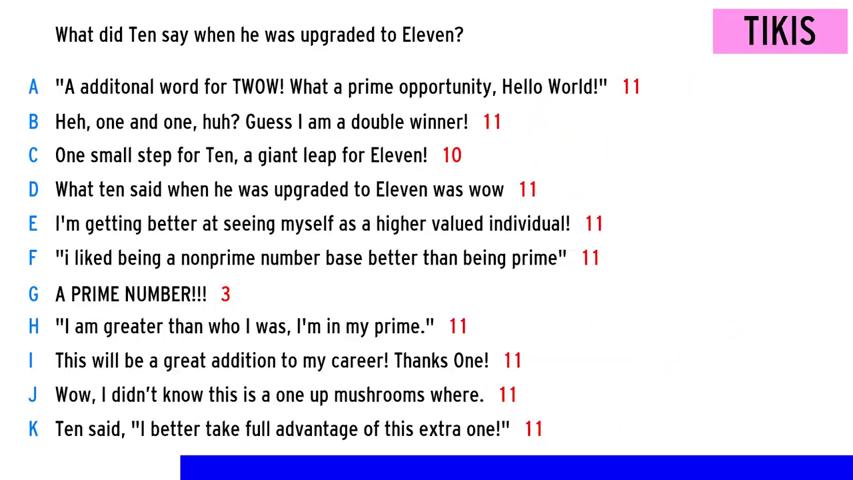 What did Ten say when he was upgraded to Eleven?
TIKIS
A "A additonal word for TWOW! What a prime opportunity, Hello World!" 11
B Heh, one and one, huh? Guess I am a double winner! 11
C One small step for Ten, a giant leap for Eleven! 10
D What ten said when he was upgraded to Eleven was wow 11
E I'm getting better at seeing myself as a higher valued individual! 11
F "i liked being a nonprime number base better than being prime" 11
G A PRIME NUMBER!!! 3
H "I am greater than who I was, I'm in my prime." 11
I This will be a great addition to my career! Thanks One! 11
J Wow, I didn’t know this is a one up mushrooms where. 11
K Ten said, "I better take full advantage of this extra one!" 11